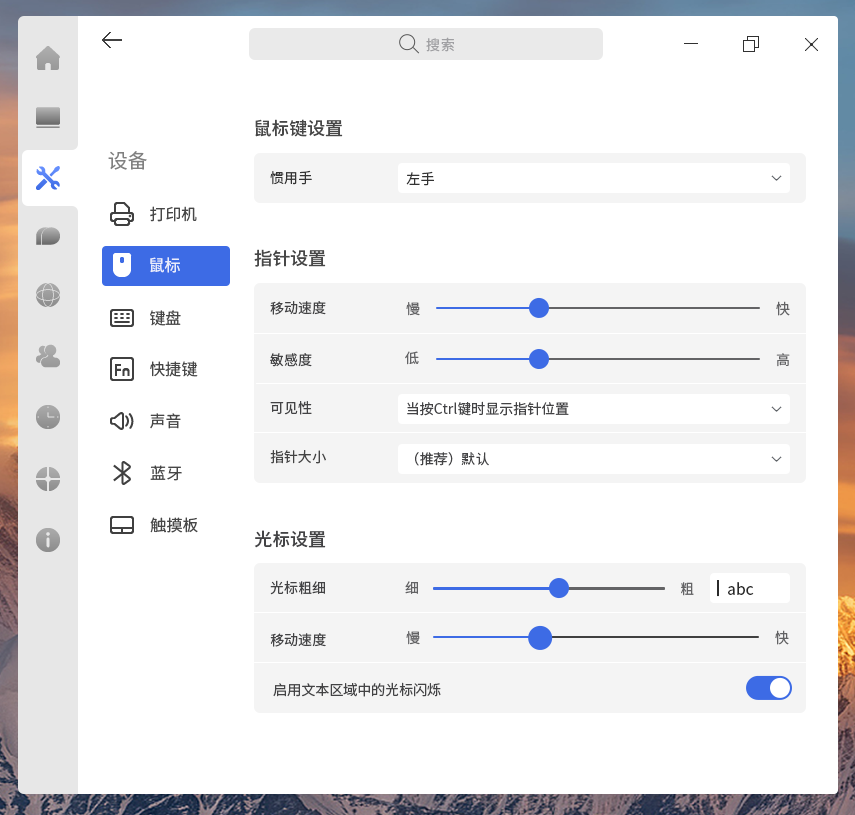 搜索
设备
打印机
鼠标
键盘
Fn 快捷键
声音
蓝牙
触摸板
鼠标键设置
惯用手 左手
指针设置
移动速度 慢 快
敏感度 低 高
可见性 当按Ctrl键时显示指针位置
指针大小 （推荐）默认
光标设置
光标粗细 细 粗 abc
移动速度 慢 快
启用文本区域中的光标闪烁